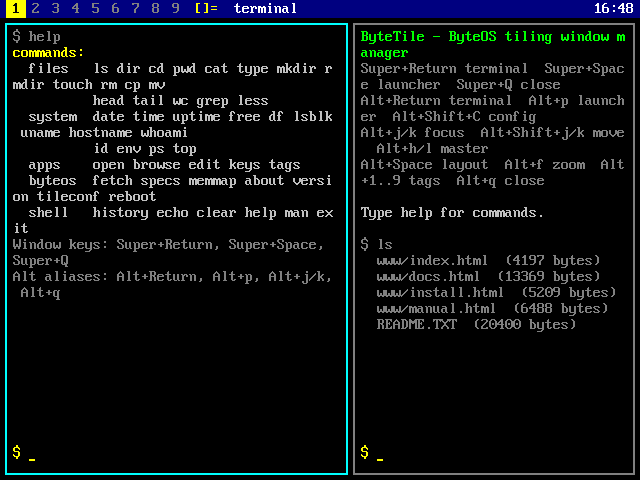 1 2 3 4 5 6 7 8 9 []= terminal 16:48
$ help
commands:
  files   ls dir cd pwd cat type mkdir r
mdir touch rm cp mv
          head tail wc grep less
  system  date time uptime free df lsblk
 uname hostname whoami
          id env ps top
  apps    open browse edit keys tags
  byteos  fetch specs memmap about versi
on tileconf reboot
  shell   history echo clear help man ex
it
Window keys: Super+Return, Super+Space,
Super+Q
Alt aliases: Alt+Return, Alt+p, Alt+j/k,
 Alt+q
$ _
ByteTile - ByteOS tiling window m
anager
Super+Return terminal  Super+Spac
e launcher  Super+Q close
Alt+Return terminal  Alt+p launch
er  Alt+Shift+C config
Alt+j/k focus  Alt+Shift+j/k move
  Alt+h/l master
Alt+Space layout  Alt+f zoom  Alt
+1..9 tags  Alt+q close
Type help for commands.
$ ls
  www/index.html  (4197 bytes)
  www/docs.html  (13369 bytes)
  www/install.html  (5209 bytes)
  www/manual.html  (6488 bytes)
  README.TXT  (20400 bytes)
$ _